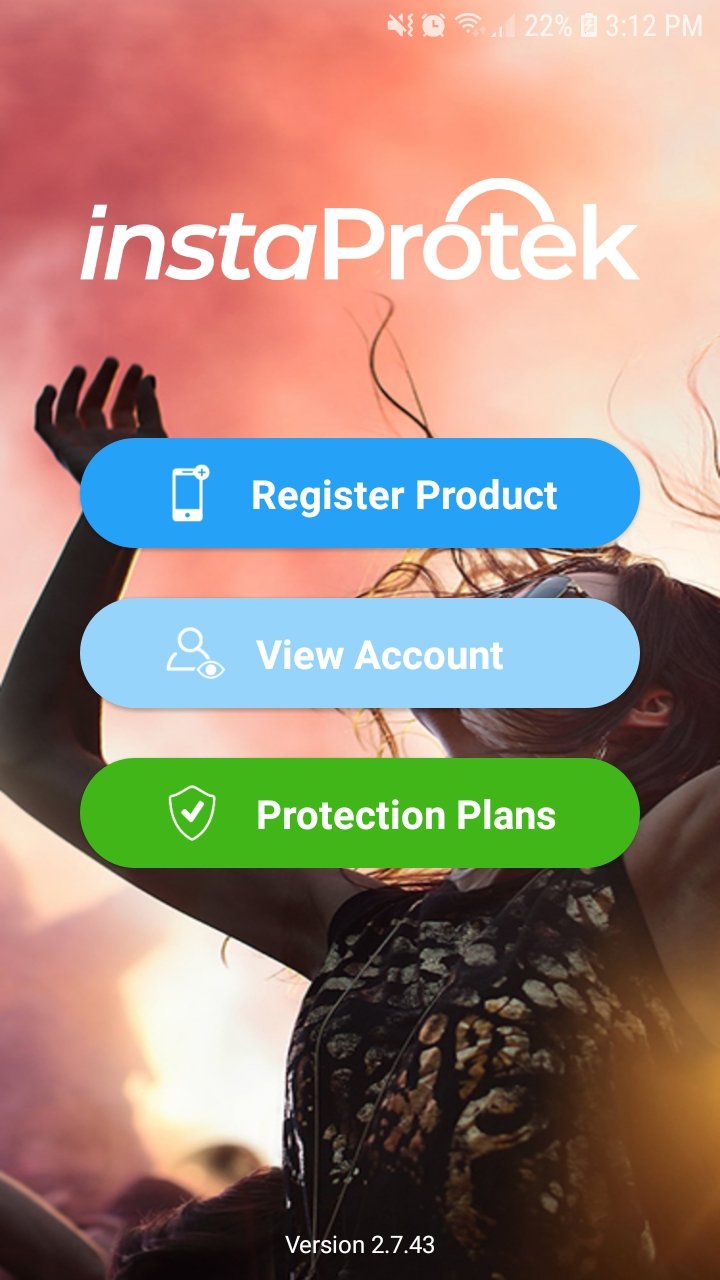 22% 3:12 PM
instaProtek
Register Product
View Account
Protection Plans
Version 2.7.43